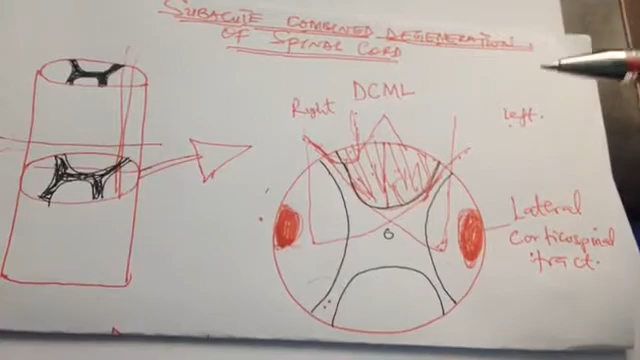 SUBACUTE COMBINED DEGENERATION
OF SPINAL CORD
DCML
Right
Left.
Lateral
corticospinal
tract.